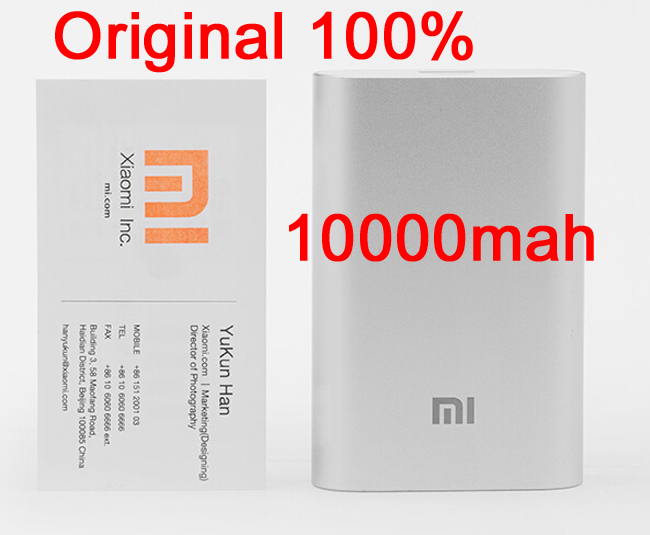 Original 100%
mi
Xiaomi Inc.
mi.com
YuKun Han
Xiaomi.com | Marketing(Designing)
Director of Photography
MOBILE +86 151 2001 03
TEL +86 10 6060 6666
FAX +86 10 6060 6666 ext.
Building 3, 58 Maofang Road,
Haidian District, Beijing 100085 China
hanyukun@xiaomi.com
10000mah
mi